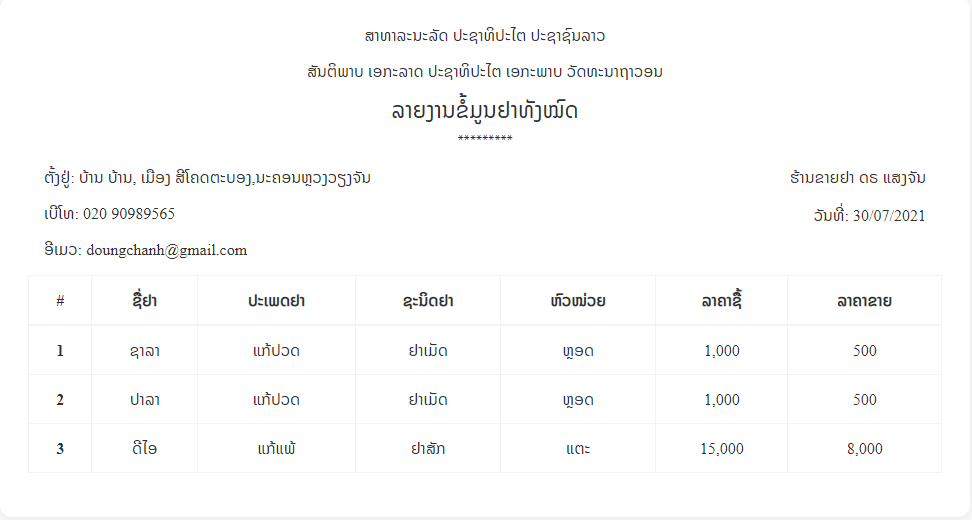 ສາທາລະນະລັດ ປະຊາທິປະໄຕ ປະຊາຊົນລາວ
ສັນຕິພາບ ເອກະລາດ ປະຊາທິປະໄຕ ເອກະພາບ ວັດທະນາຖາວອນ
ລາຍງານຂໍ້ມູນຢາທັງໝົດ
*********
ຕັ້ງຢູ່: ບ້ານ ບ້ານ, ເມືອງ ສີໂຄດຕະບອງ,ນະຄອນຫຼວງວຽງຈັນ ຮ້ານຂາຍຢາ ດຣ ແສງຈັນ
ເບີໂທ: 020 90989565 ວັນທີ່: 30/07/2021
ອີເມວ: doungchanh@gmail.com
# ຊື່ຢາ ປະເພດຢາ ຊະນິດຢາ ຫົວໜ່ວຍ ລາຄາຊື້ ລາຄາຂາຍ
1 ຊາລາ ແກ້ປວດ ຢາເມັດ ຫຼອດ 1,000 500
2 ປາລາ ແກ້ປວດ ຢາເມັດ ຫຼອດ 1,000 500
3 ດີໄອ ແກ້ແພ້ ຢາສັກ ແຕະ 15,000 8,000